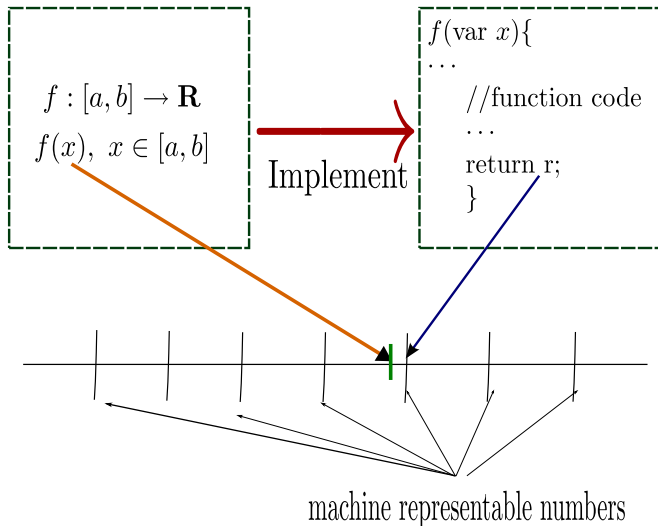 f : [a, b] → R
f(x), x ∈ [a, b]
Implement
f(var x){
...
//function code
...
return r;
}
machine representable numbers